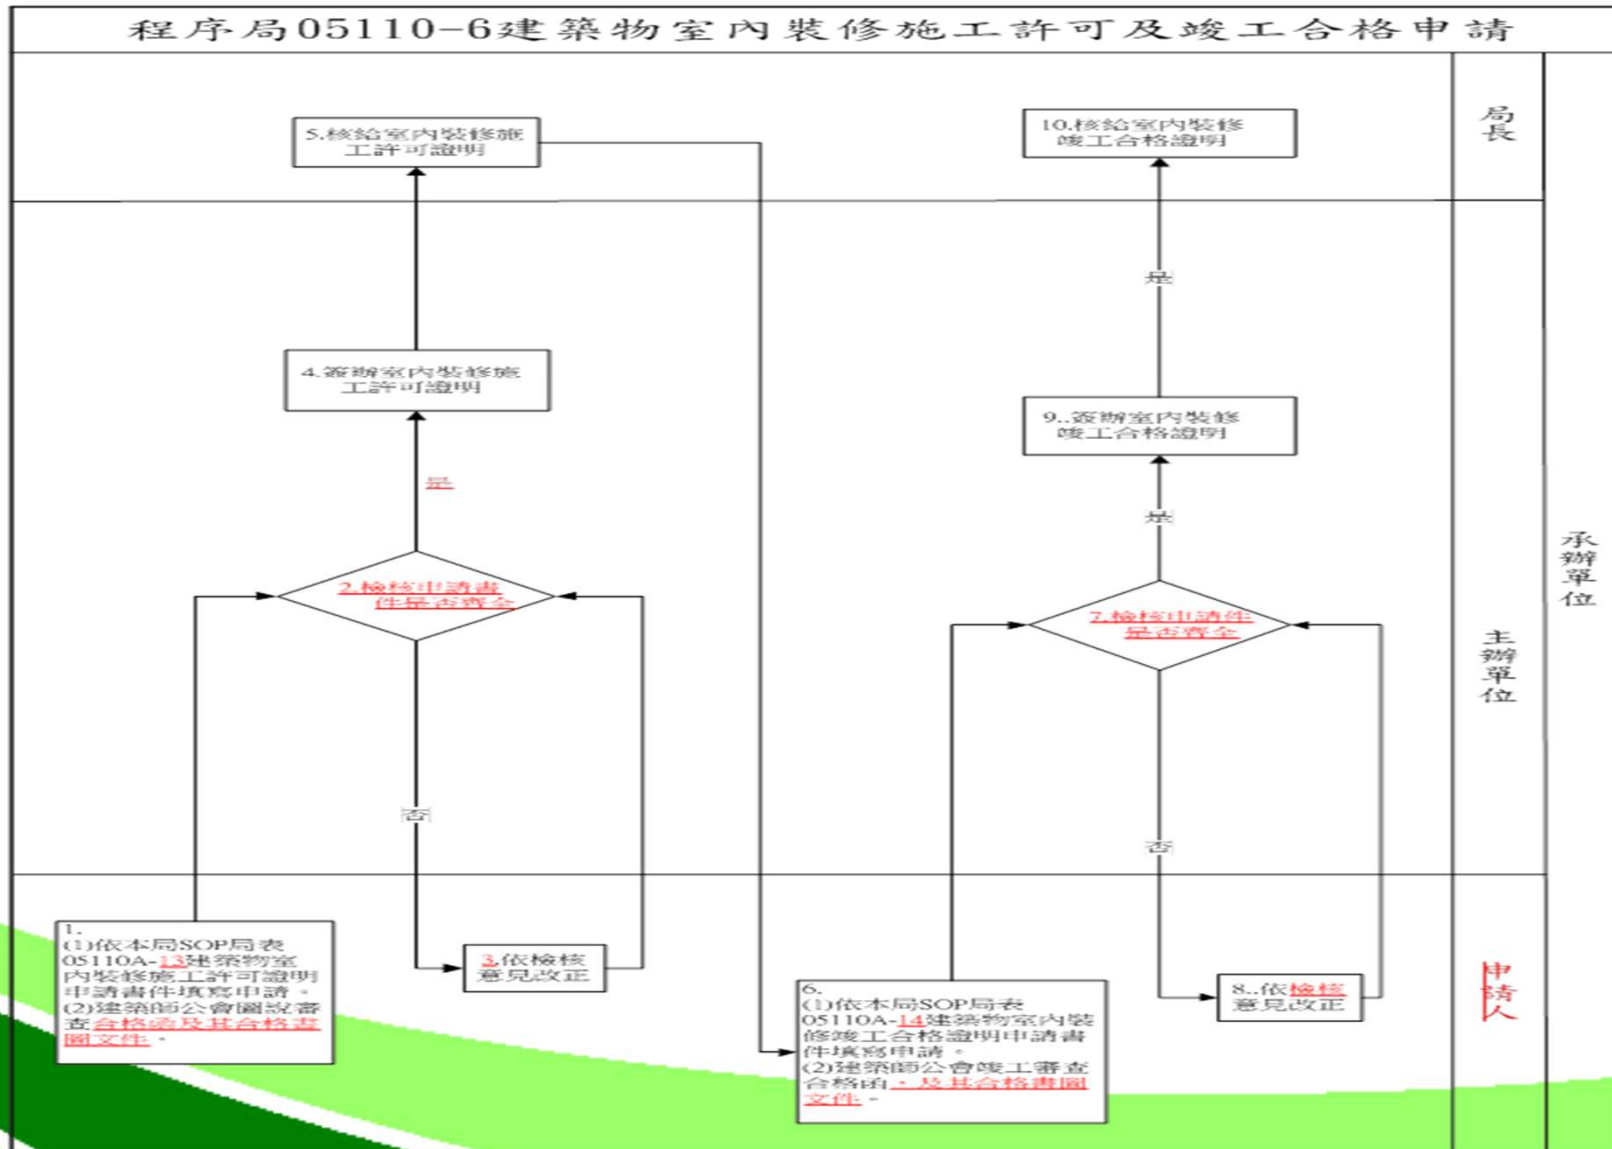 程序局05110-6建築物室內裝修施工許可及竣工合格申請
局長
5.核給室內裝修施
工許可證明
10.核給室內裝修
竣工合格證明
是
4.簽辦室內裝修施
工許可證明
9..簽辦室內裝修
竣工合格證明
是
是
承辦單位
2.檢核申請書
件是否齊全
7.檢核申請件
是否齊全
主辦單位
否
否
1.
(1)依本局SOP局表
05110A-13建築物室
內裝修施工許可證明
申請書件填寫申請。
(2)建築師公會圖說審
查合格函及其合格書
圖文件。
3.依檢核
意見改正
6.
(1)依本局SOP局表
05110A-14建築物室內裝
修竣工合格證明申請書
件填寫申請。
(2)建築師公會竣工審查
合格函、及其合格書圖
文件。
8..依檢核
意見改正
申請人